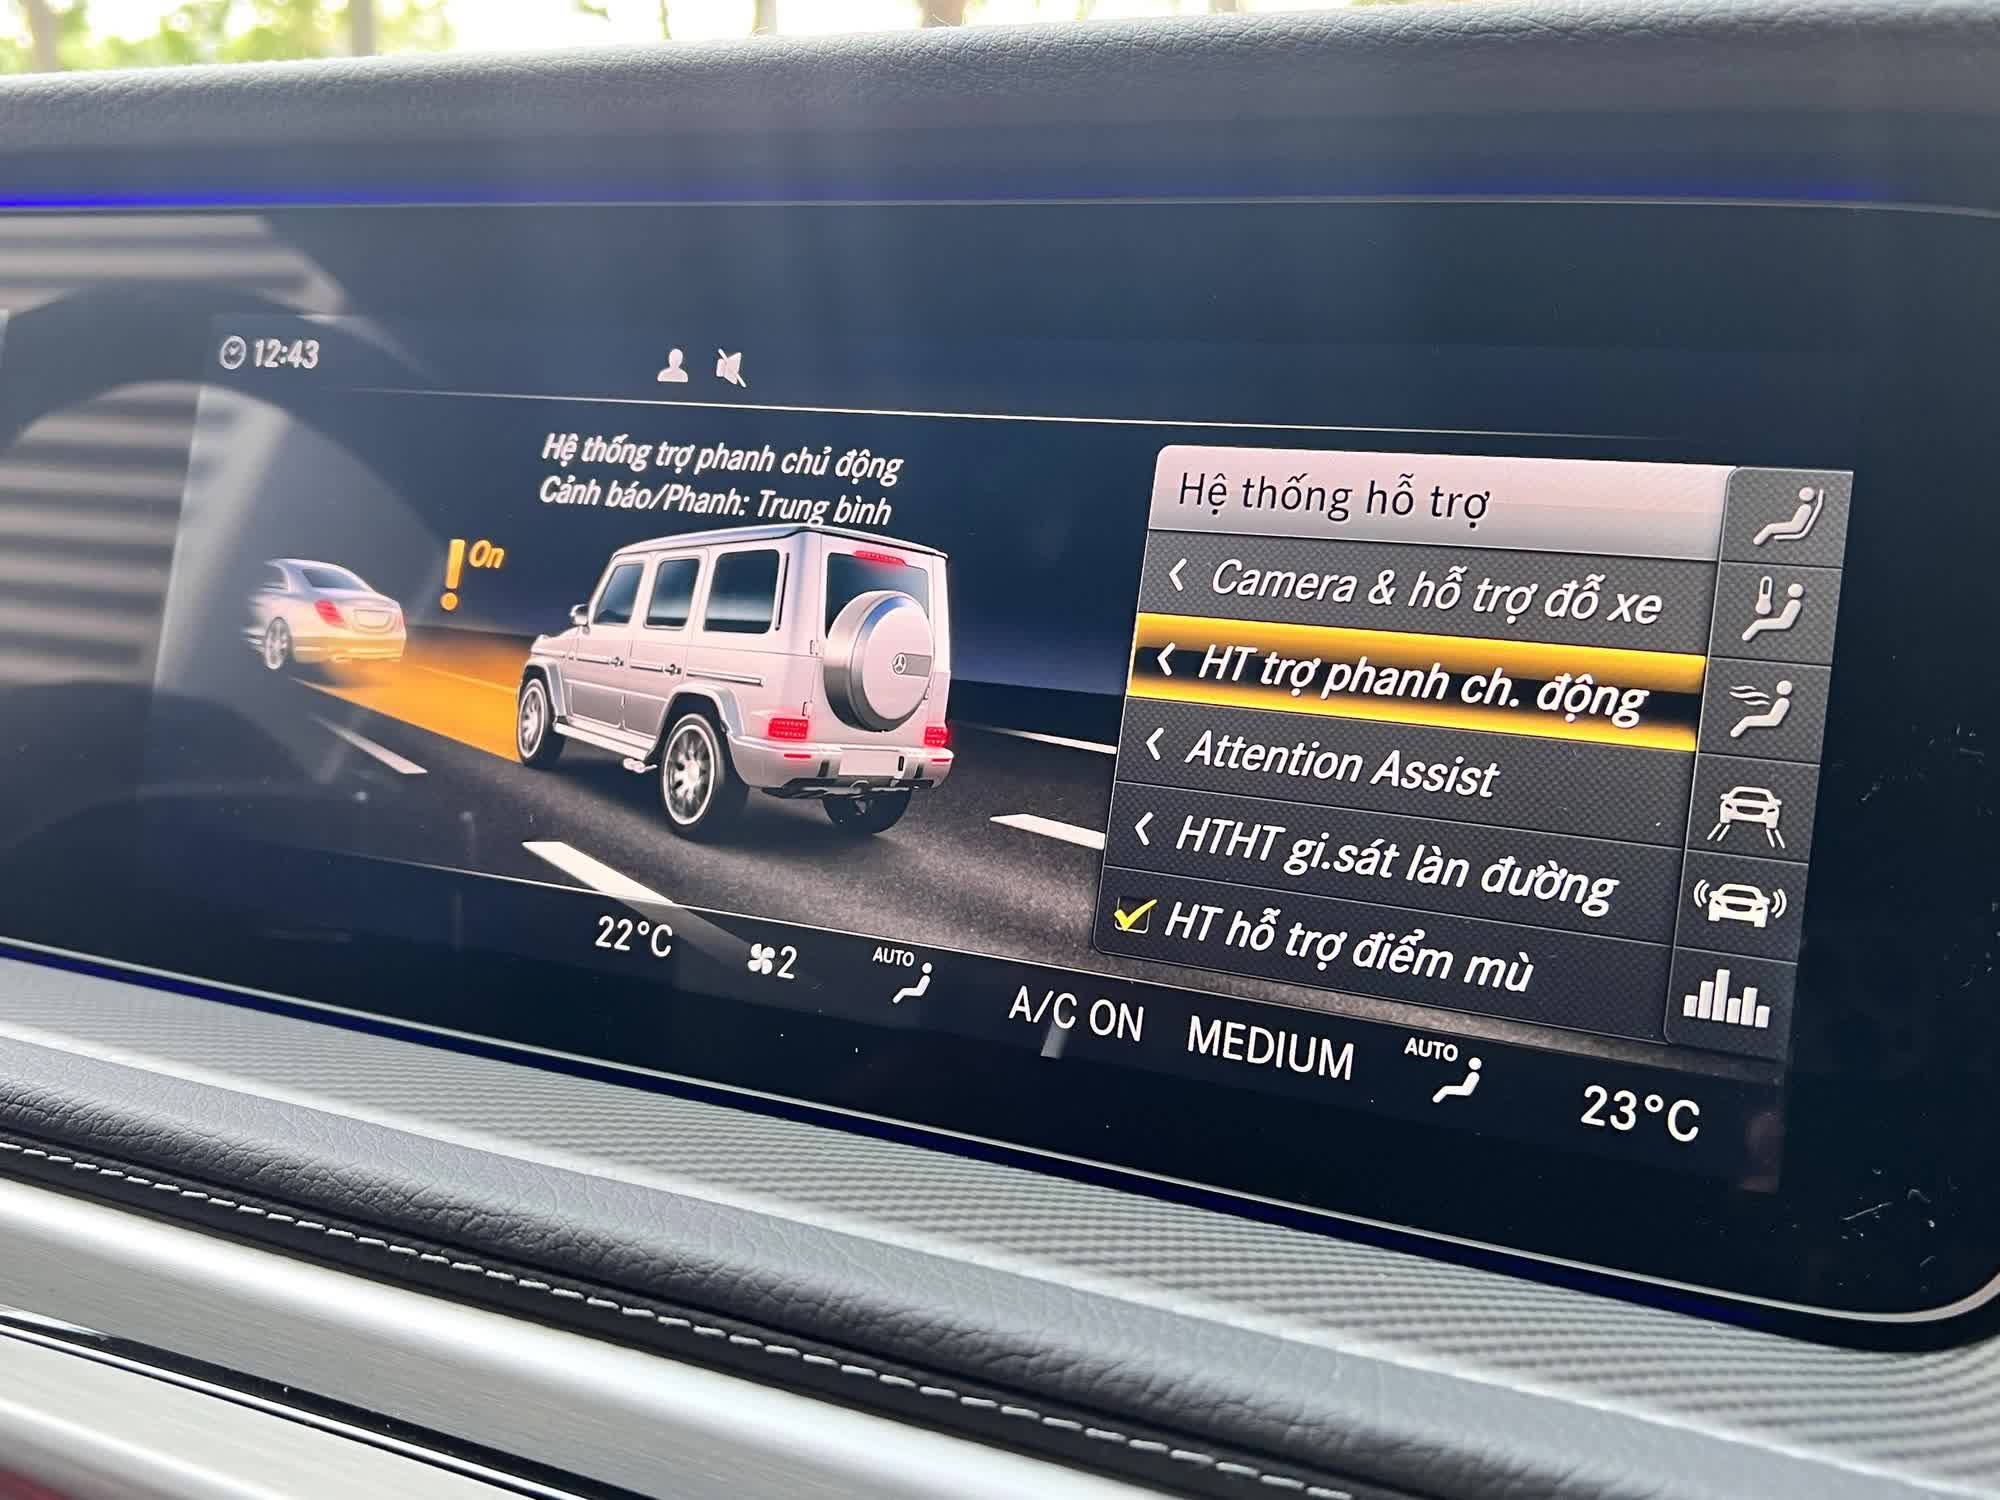 12:43
Hệ thống trợ phanh chủ động
Cảnh báo/Phanh: Trung bình
On
Hệ thống hỗ trợ
Camera & hỗ trợ đỗ xe
HT trợ phanh ch. động
Attention Assist
HTHT gi.sát làn đường
HT hỗ trợ điểm mù
22°C
2
AUTO
A/C ON
MEDIUM
AUTO
23°C